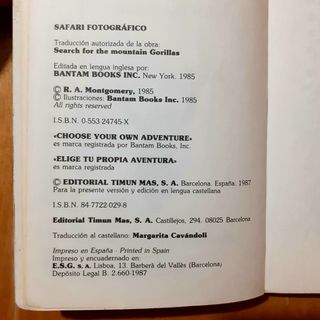 SAFARI FOTOGRÁFICO
Traducción autorizada de la obra:
Search for the mountain Gorillas
Editada en lengua inglesa por:
BANTAM BOOKS INC. New York. 1985
© R. A. Montgomery, 1985
© Ilustraciones: Bantam Books Inc. 1985
All rights reserved
I.S.B.N. 0-553-24745-X
«CHOOSE YOUR OWN ADVENTURE»
es marca registrada por Bantam Books, Inc.
«ELIGE TU PROPIA AVENTURA»
es marca registrada
© EDITORIAL TIMUN MAS, S. A. Barcelona. España. 1987
Para la presente versión y edición en lengua castellana
I.S.B.N. 84-7722-029-8
Editorial Timun Mas, S. A. Castillejos, 294. 08025 Barcelona
Traducción al castellano: Margarita Cavándoli
Impreso en España - Printed in Spain
Impreso y encuadernado en:
E.S.G. s.a. Lisboa, 13. Barberà del Vallès (Barcelona)
Depósito Legal B. 2.660-1987